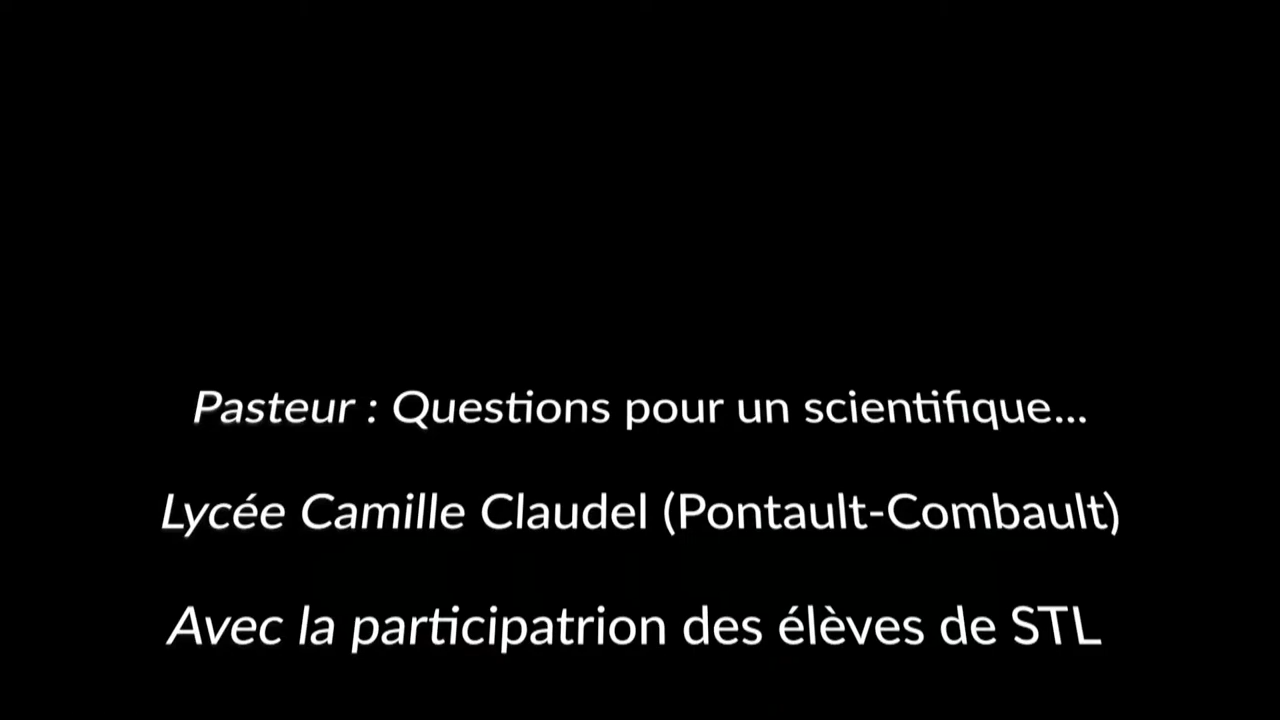 Pasteur : Questions pour un scientifique...
Lycée Camille Claudel (Pontault-Combault)
Avec la participatrion des élèves de STL